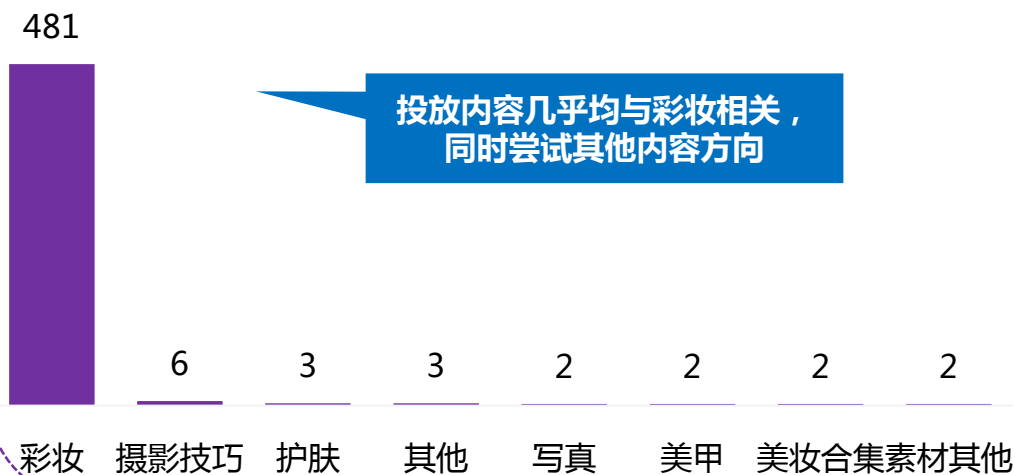 481
投放内容几乎均与彩妆相关，
同时尝试其他内容方向
6 3 3 2 2 2 2
彩妆 摄影技巧 护肤 其他 写真 美甲 美妆合集 素材其他